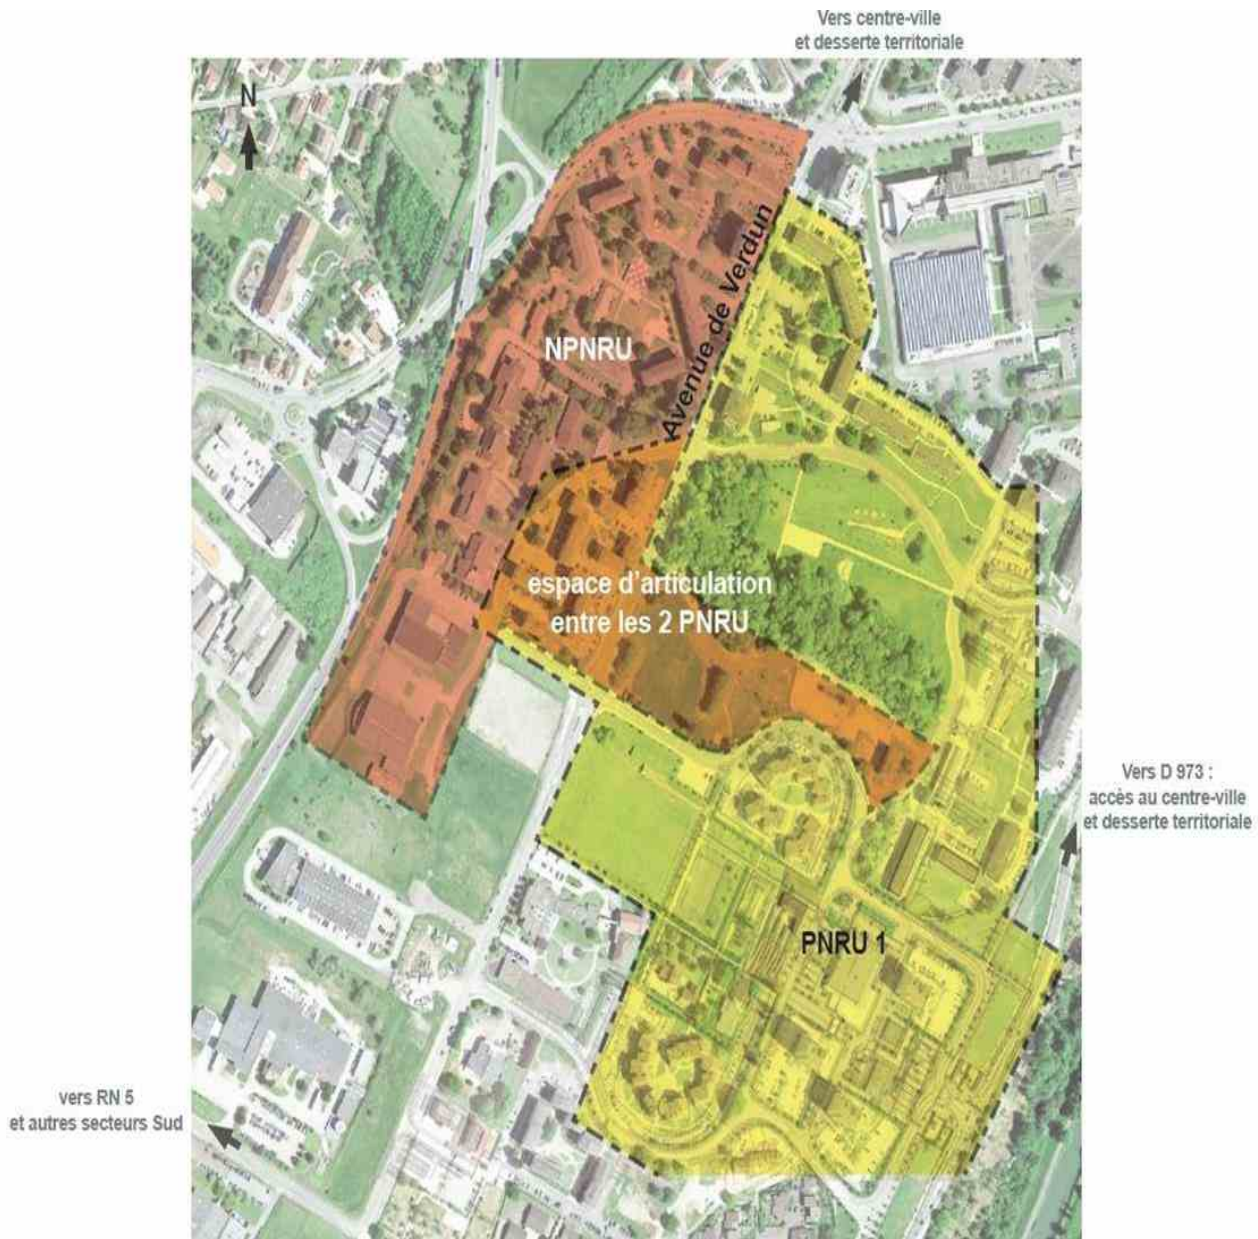 Vers centre-ville
et desserte territoriale
N
Avenue de Verdun
NPNRU
espace d'articulation
entre les 2 PNRU
Vers D 973 :
accès au centre-ville
et desserte territoriale
PNRU 1
vers RN 5
et autres secteurs Sud